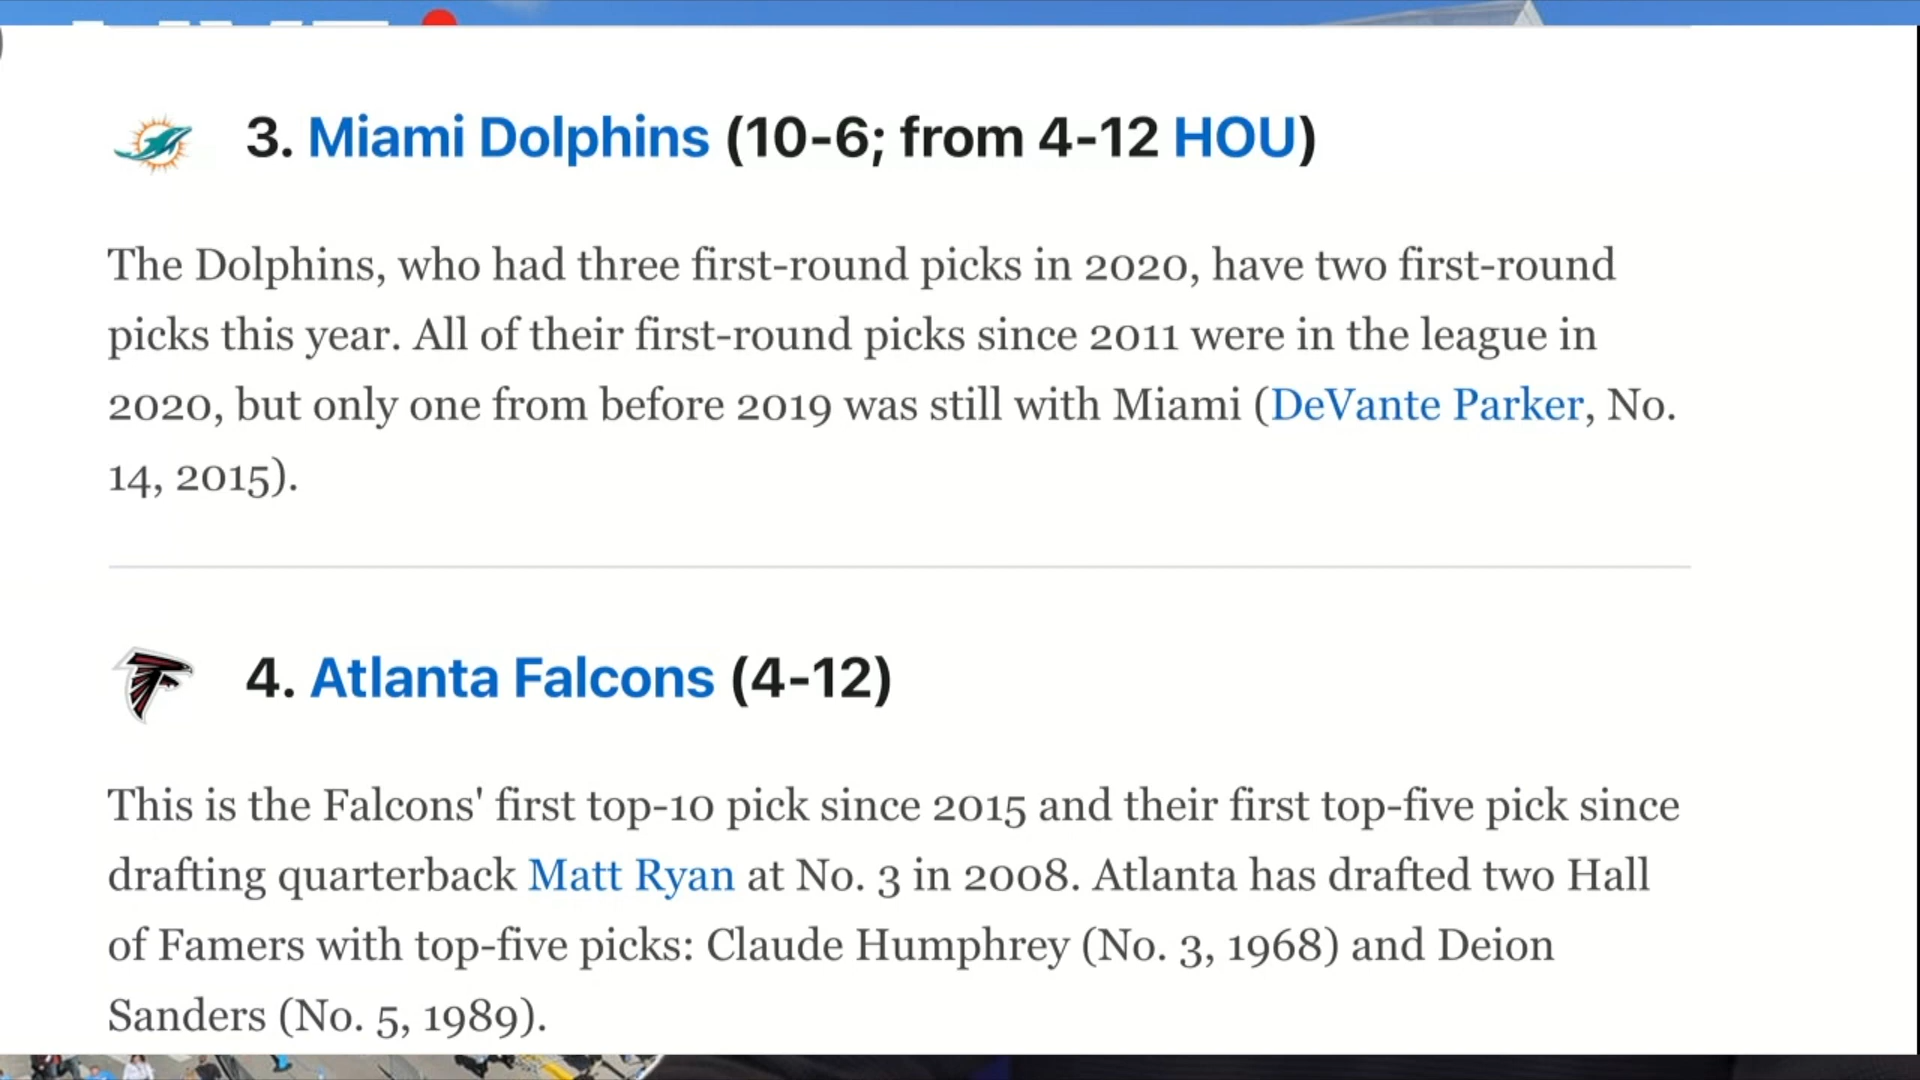 3. Miami Dolphins (10-6; from 4-12 HOU)
The Dolphins, who had three first-round picks in 2020, have two first-round
picks this year. All of their first-round picks since 2011 were in the league in
2020, but only one from before 2019 was still with Miami (DeVante Parker, No.
14, 2015).
4. Atlanta Falcons (4-12)
This is the Falcons' first top-10 pick since 2015 and their first top-five pick since
drafting quarterback Matt Ryan at No. 3 in 2008. Atlanta has drafted two Hall
of Famers with top-five picks: Claude Humphrey (No. 3, 1968) and Deion
Sanders (No. 5, 1989).